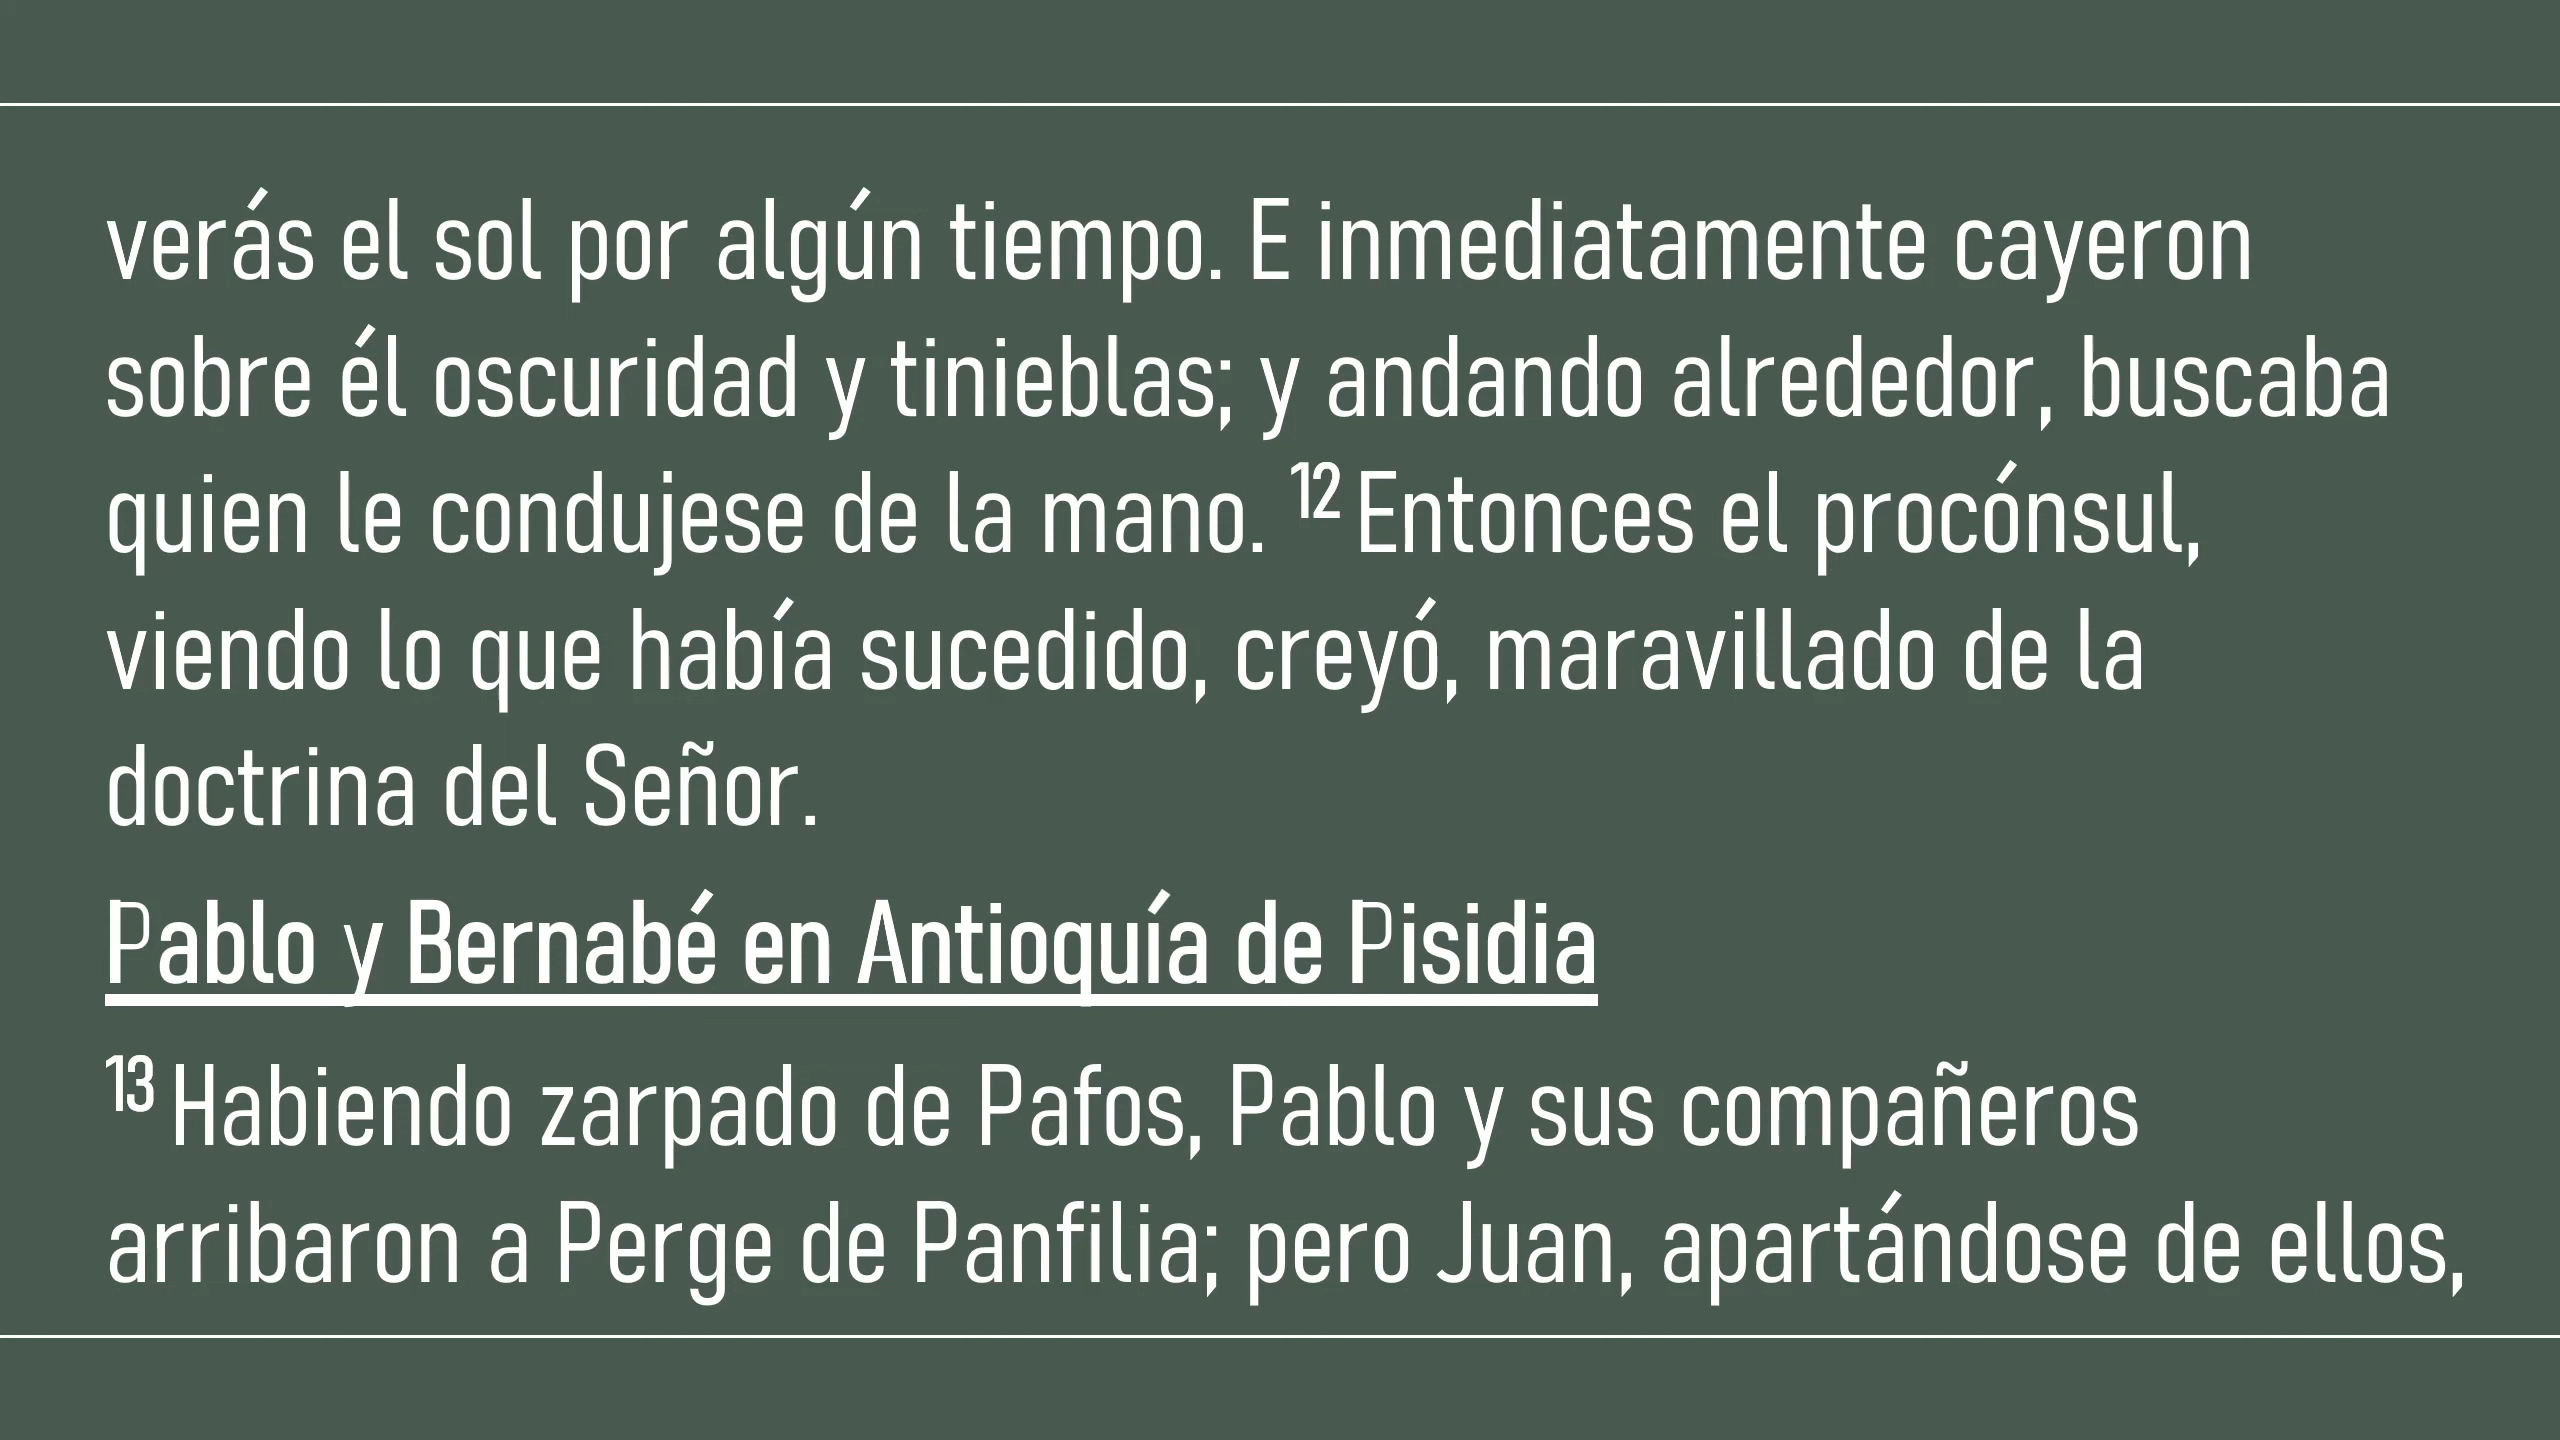 verás el sol por algún tiempo. E inmediatamente cayeron
sobre él oscuridad y tinieblas; y andando alrededor, buscaba
quien le condujese de la mano. 12 Entonces el procónsul,
viendo lo que había sucedido, creyó, maravillado de la
doctrina del Señor.
Pablo y Bernabé en Antioquía de Pisidia
13 Habiendo zarpado de Pafos, Pablo y sus compañeros
arribaron a Perge de Panfilia; pero Juan, apartándose de ellos,